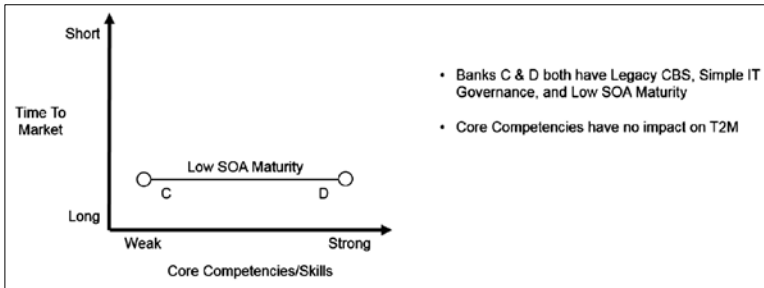 Short
Time To
Market
Low SOA Maturity
C
D
Long
Weak
Strong
Core Competencies/Skills
• Banks C & D both have Legacy CBS, Simple IT
Governance, and Low SOA Maturity
• Core Competencies have no impact on T2M